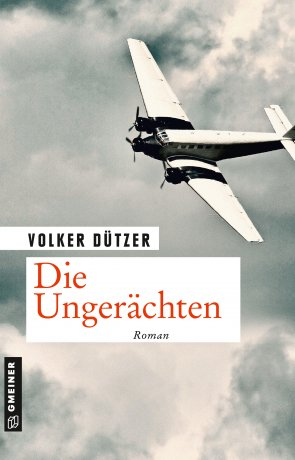 VOLKER DÜTZER
Die
Ungerächten
Roman
GMEINER